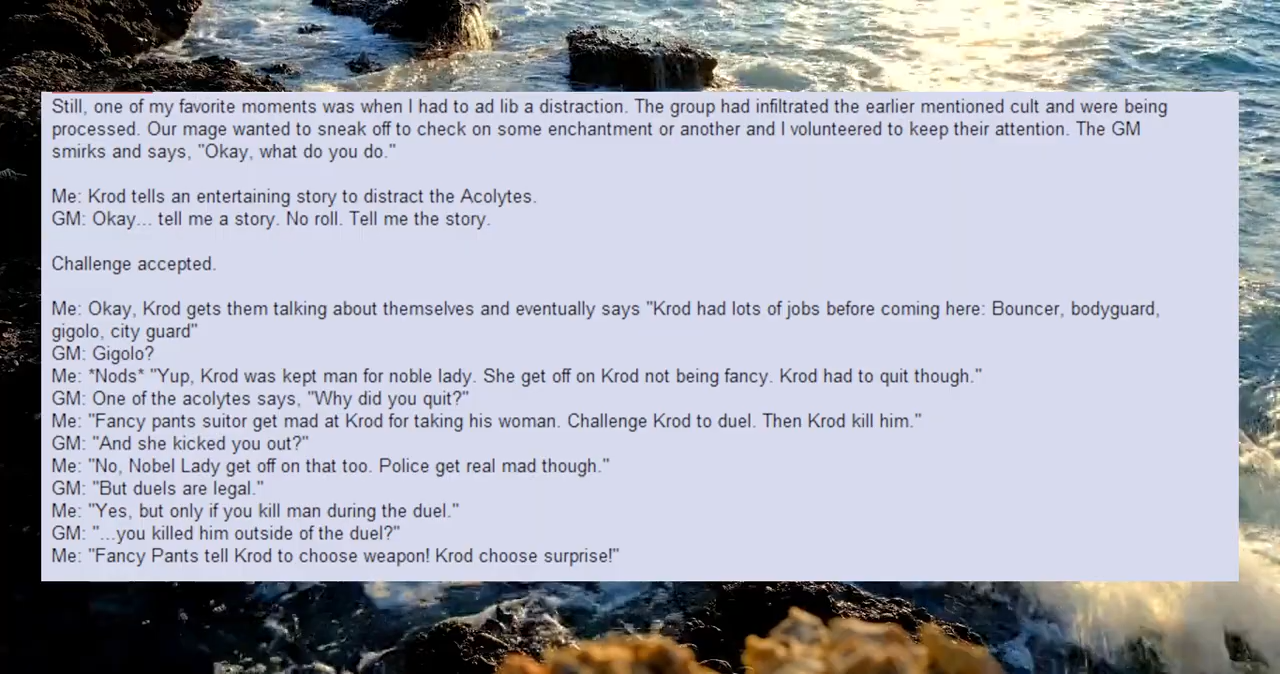 Still, one of my favorite moments was when I had to ad lib a distraction. The group had infiltrated the earlier mentioned cult and were being
processed. Our mage wanted to sneak off to check on some enchantment or another and I volunteered to keep their attention. The GM
smirks and says, "Okay, what do you do."
Me: Krod tells an entertaining story to distract the Acolytes.
GM: Okay... tell me a story. No roll. Tell me the story.
Challenge accepted.
Me: Okay, Krod gets them talking about themselves and eventually says "Krod had lots of jobs before coming here: Bouncer, bodyguard,
gigolo, city guard"
GM: Gigolo?
Me: *Nods* "Yup, Krod was kept man for noble lady. She get off on Krod not being fancy. Krod had to quit though."
GM: One of the acolytes says, "Why did you quit?"
Me: "Fancy pants suitor get mad at Krod for taking his woman. Challenge Krod to duel. Then Krod kill him."
GM: "And she kicked you out?"
Me: "No, Nobel Lady get off on that too. Police get real mad though."
GM: "But duels are legal."
Me: "Yes, but only if you kill man during the duel."
GM: "...you killed him outside of the duel?"
Me: "Fancy Pants tell Krod to choose weapon! Krod choose surprise!"